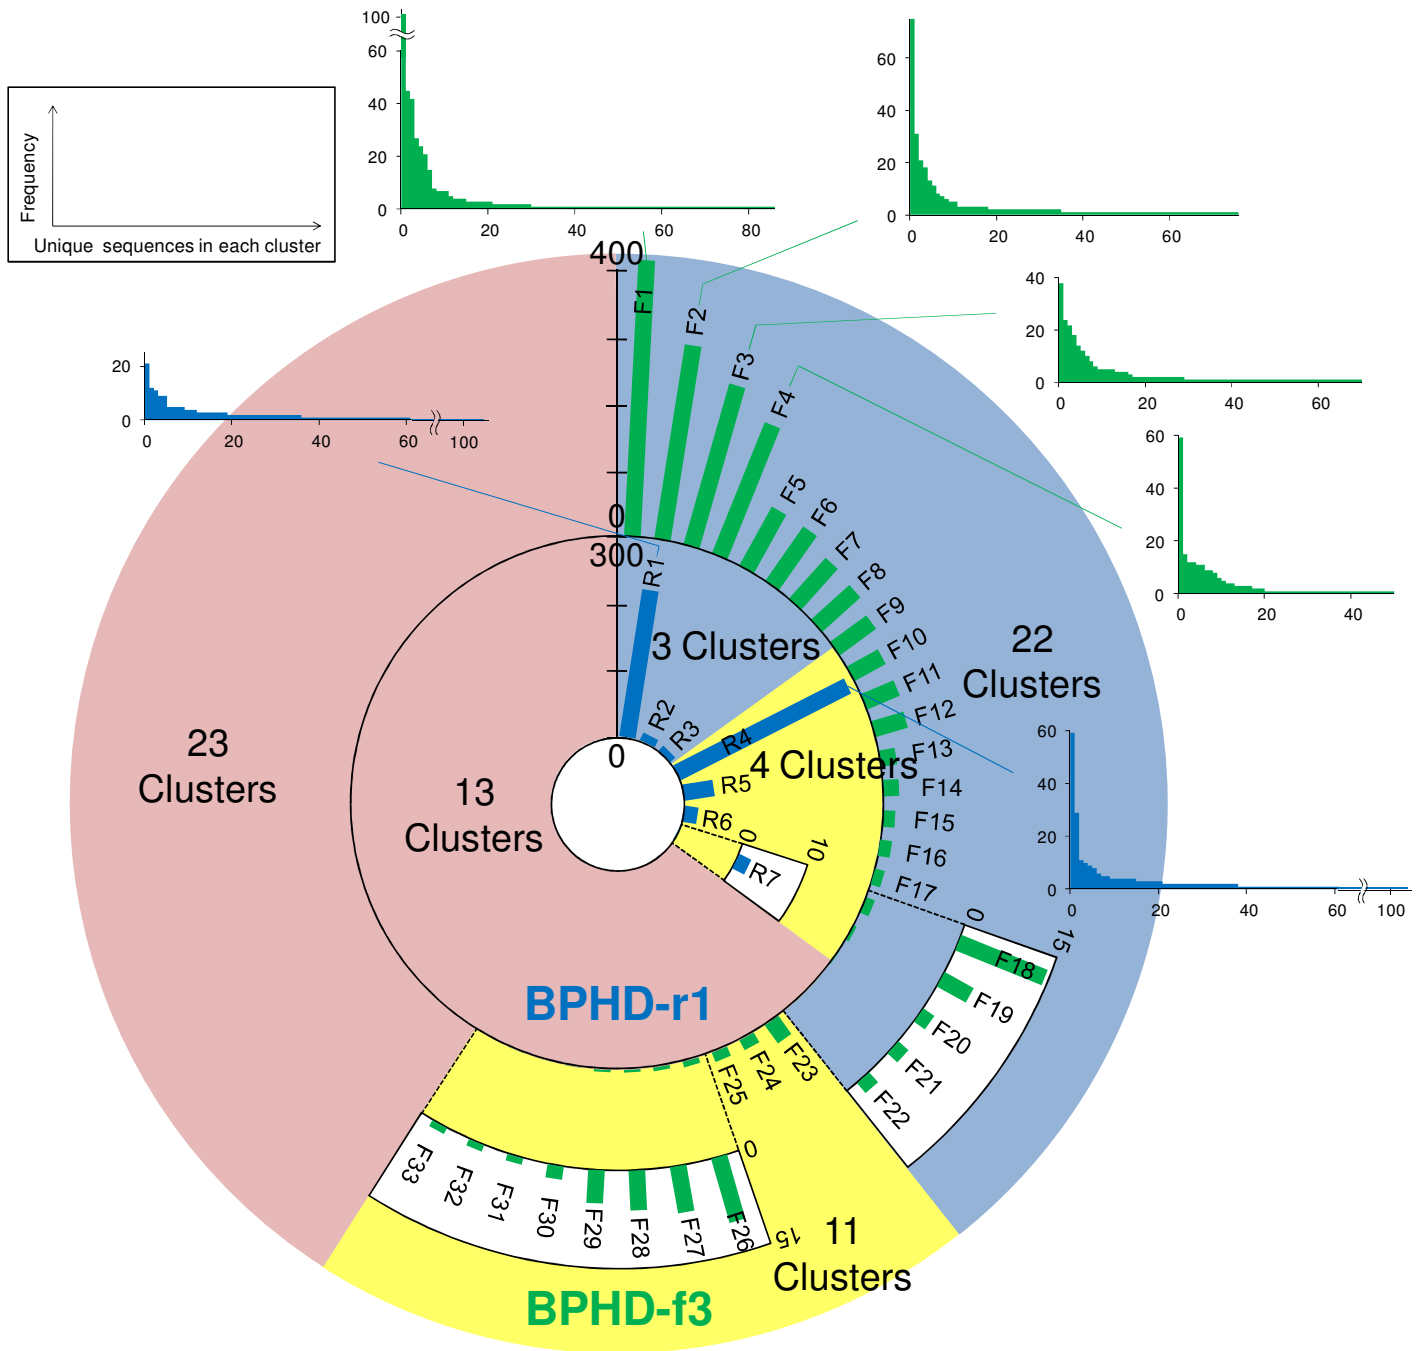 100
60
40
20
0
0
20
40
60
80
60
40
20
0
0
20
40
60
Frequency
Unique sequences in each cluster
40
20
0
0
20
40
60
20
0
0
20
40
60
100
60
40
20
0
0
20
40
400
0
300
0
F1
F2
F3
F4
F5
F6
F7
F8
F9
F10
F11
F12
F13
F14
F15
F16
F17
22
Clusters
R1
R2
R3
3 Clusters
R4
R5
R6
4 Clusters
0
10
R7
23
Clusters
13
Clusters
60
40
20
0
0
20
40
60
100
0
15
F18
F19
F20
F21
F22
BPHD-r1
F23
F24
F25
0
15
F26
F27
F28
F29
F30
F31
F32
F33
11
Clusters
BPHD-f3